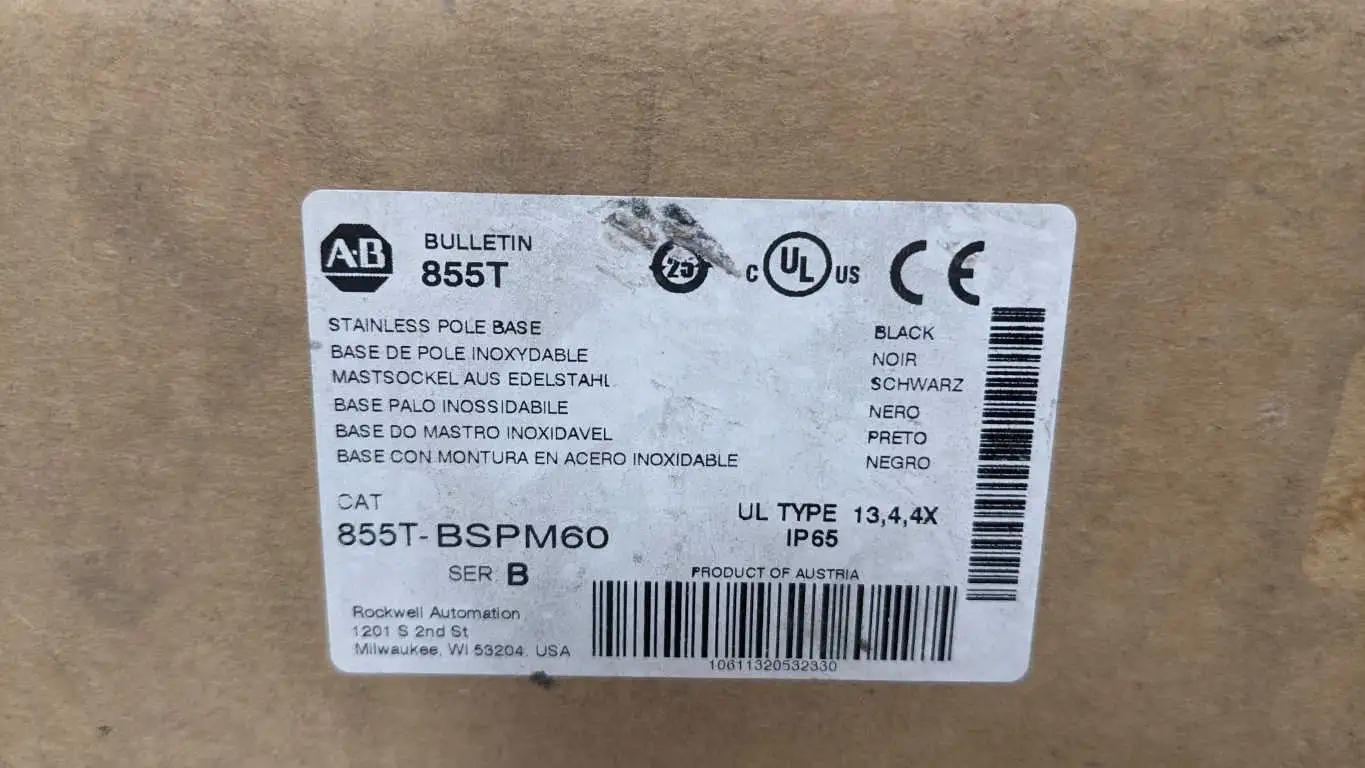 A-B
BULLETIN
855T
25
C UL US
CE
STAINLESS POLE BASE
BASE DE POLE INOXYDABLE
MASTSOCKEL AUS EDELSTAHL
BASE PALO INOSSIDABILE
BASE DO MASTRO INOXIDAVEL
BASE CON MONTURA EN ACERO INOXIDABLE
BLACK
NOIR
SCHWARZ
NERO
PRETO
NEGRO
CAT
855T-BSPM60
SER B
UL TYPE 13,4,4X
IP65
PRODUCT OF AUSTRIA
Rockwell Automation
1201 S 2nd St
Milwaukee, WI 53204, USA
10611320532330